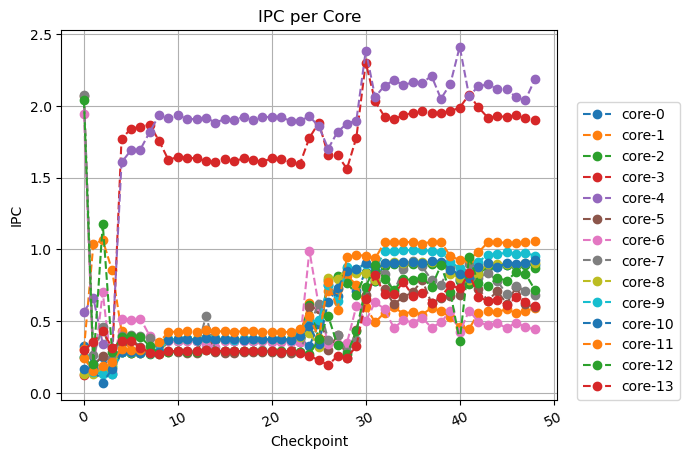 IPC per Core
IPC
2.5
2.0
1.5
1.0
0.5
0.0
0
10
20
30
40
50
Checkpoint
core-0
core-1
core-2
core-3
core-4
core-5
core-6
core-7
core-8
core-9
core-10
core-11
core-12
core-13